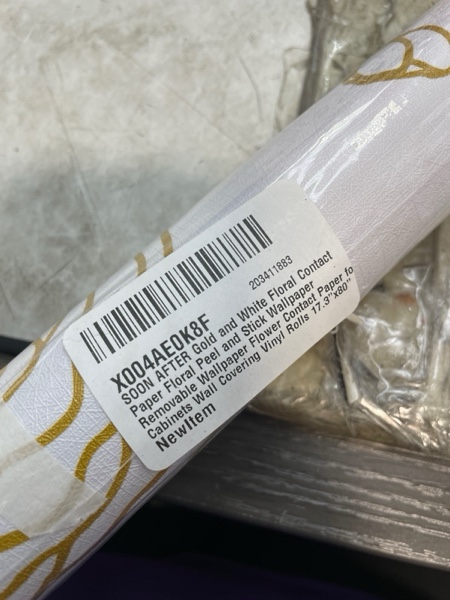 203411883
X004AE0K8F
SOON AFTER Gold and White Floral Contact
Paper Floral Peel and Stick Wallpaper
Removable Wallpaper Flower Contact Paper fo
Cabinets Wall Covering Vinyl Rolls 17.3"x80"
NewItem